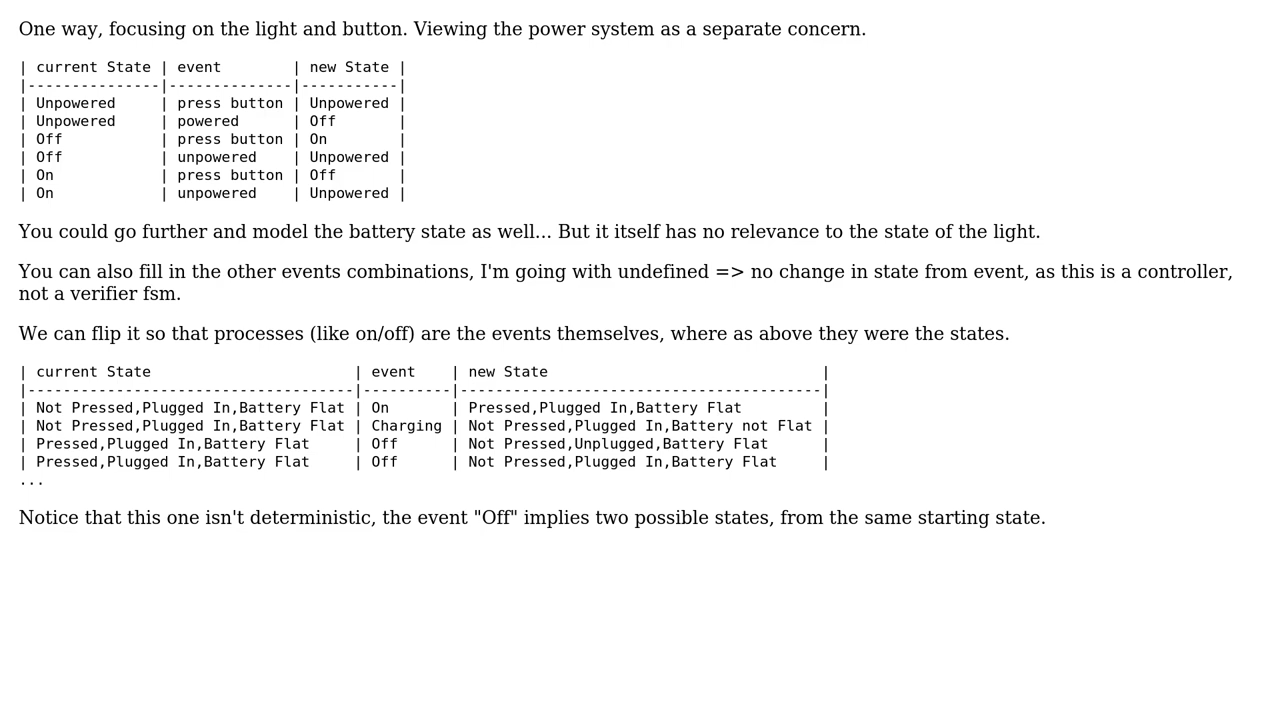 One way, focusing on the light and button. Viewing the power system as a separate concern.
| current State | event        | new State |
|---------------|--------------|-----------|
| Unpowered     | press button | Unpowered |
| Unpowered     | powered      | Off       |
| Off           | press button | On        |
| Off           | unpowered    | Unpowered |
| On            | press button | Off       |
| On            | unpowered    | Unpowered |
You could go further and model the battery state as well... But it itself has no relevance to the state of the light.
You can also fill in the other events combinations, I'm going with undefined => no change in state from event, as this is a controller,
not a verifier fsm.
We can flip it so that processes (like on/off) are the events themselves, where as above they were the states.
| current State                       | event    | new State                               |
|-------------------------------------|----------|-----------------------------------------|
| Not Pressed,Plugged In,Battery Flat | On       | Pressed,Plugged In,Battery Flat         |
| Not Pressed,Plugged In,Battery Flat | Charging | Not Pressed,Plugged In,Battery not Flat |
| Pressed,Plugged In,Battery Flat     | Off      | Not Pressed,Unplugged,Battery Flat      |
| Pressed,Plugged In,Battery Flat     | Off      | Not Pressed,Plugged In,Battery Flat     |
...
Notice that this one isn't deterministic, the event "Off" implies two possible states, from the same starting state.